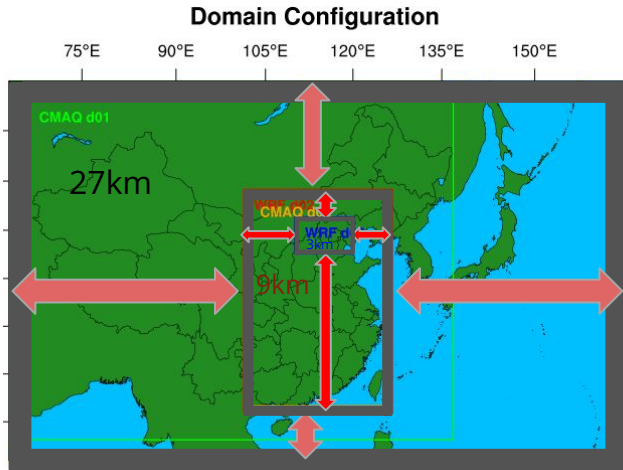 Domain Configuration
75°E 90°E 105°E 120°E 135°E 150°E
CMAQ d01
27km
WRF d02
CMAQ d0
WRF d
3km
9km